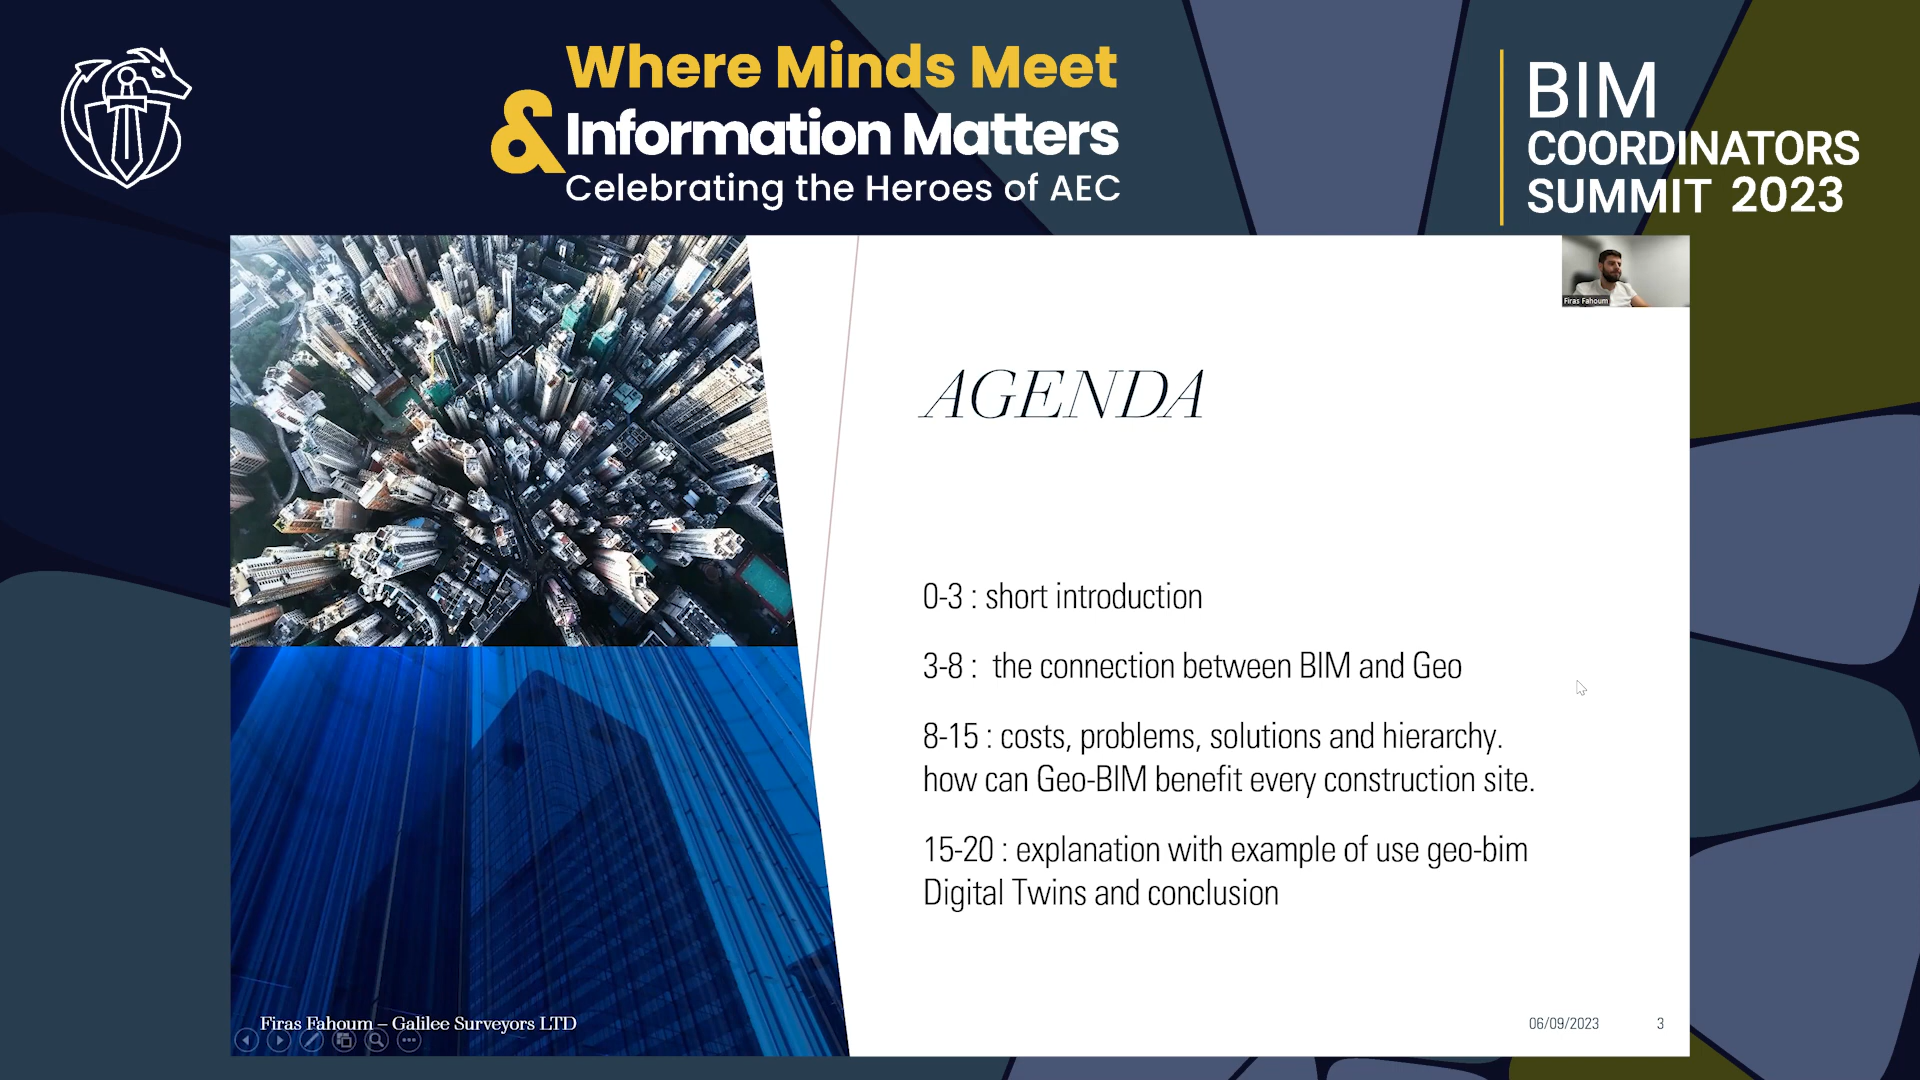 Where Minds Meet
& Information Matters
Celebrating the Heroes of AEC
BIM
COORDINATORS
SUMMIT 2023
Firas Fahoum
AGENDA
0-3 : short introduction
3-8 : the connection between BIM and Geo
8-15 : costs, problems, solutions and hierarchy.
how can Geo-BIM benefit every construction site.
15-20 : explanation with example of use geo-bim
Digital Twins and conclusion
Firas Fahoum – Galilee Surveyors LTD
06/09/2023
3